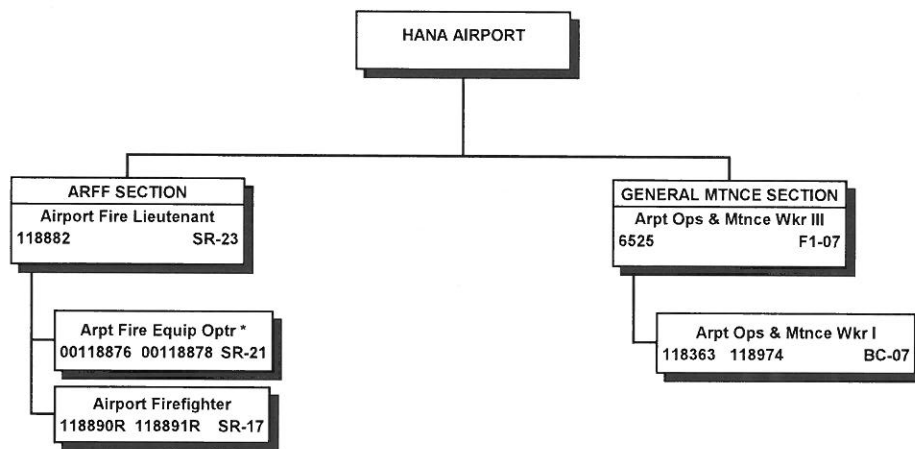 HANA AIRPORT
ARFF SECTION
Airport Fire Lieutenant
118882 SR-23
Arpt Fire Equip Optr *
00118876 00118878 SR-21
Airport Firefighter
118890R 118891R SR-17
GENERAL MTNCE SECTION
Arpt Ops & Mtnce Wkr III
6525 F1-07
Arpt Ops & Mtnce Wkr I
118363 118974 BC-07